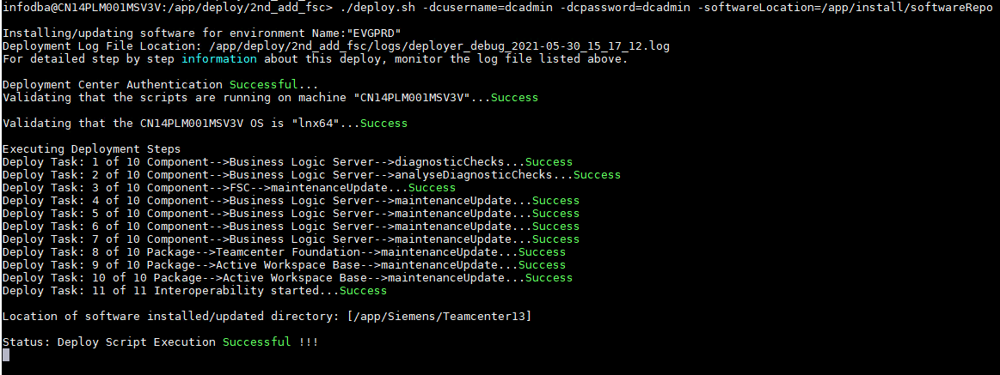 infodba@CN14PLM001MSV3V:/app/deploy/2nd_add_fsc> ./deploy.sh -dcusername=dcadmin -dcpassword=dcadmin -softwareLocation=/app/install/softwareRepo
Installing/updating software for environment Name:"EVGPRD"
Deployment Log File Location: /app/deploy/2nd_add_fsc/logs/deployer_debug_2021-05-30_15_17_12.log
For detailed step by step information about this deploy, monitor the log file listed above.
Deployment Center Authentication Successful...
Validating that the scripts are running on machine "CN14PLM001MSV3V"...Success
Validating that the CN14PLM001MSV3V OS is "lnx64"...Success
Executing Deployment Steps
Deploy Task: 1 of 10 Component-->Business Logic Server-->diagnosticChecks...Success
Deploy Task: 2 of 10 Component-->Business Logic Server-->analyseDiagnosticChecks...Success
Deploy Task: 3 of 10 Component-->FSC-->maintenanceUpdate...Success
Deploy Task: 4 of 10 Component-->Business Logic Server-->maintenanceUpdate...Success
Deploy Task: 5 of 10 Component-->Business Logic Server-->maintenanceUpdate...Success
Deploy Task: 6 of 10 Component-->Business Logic Server-->maintenanceUpdate...Success
Deploy Task: 7 of 10 Component-->Business Logic Server-->maintenanceUpdate...Success
Deploy Task: 8 of 10 Package-->Teamcenter Foundation-->maintenanceUpdate...Success
Deploy Task: 9 of 10 Package-->Active Workspace Base-->maintenanceUpdate...Success
Deploy Task: 10 of 10 Package-->Active Workspace Base-->maintenanceUpdate...Success
Deploy Task: 11 of 11 Interoperability started...Success
Location of software installed/updated directory: [/app/Siemens/Teamcenter13]
Status: Deploy Script Execution Successful !!!